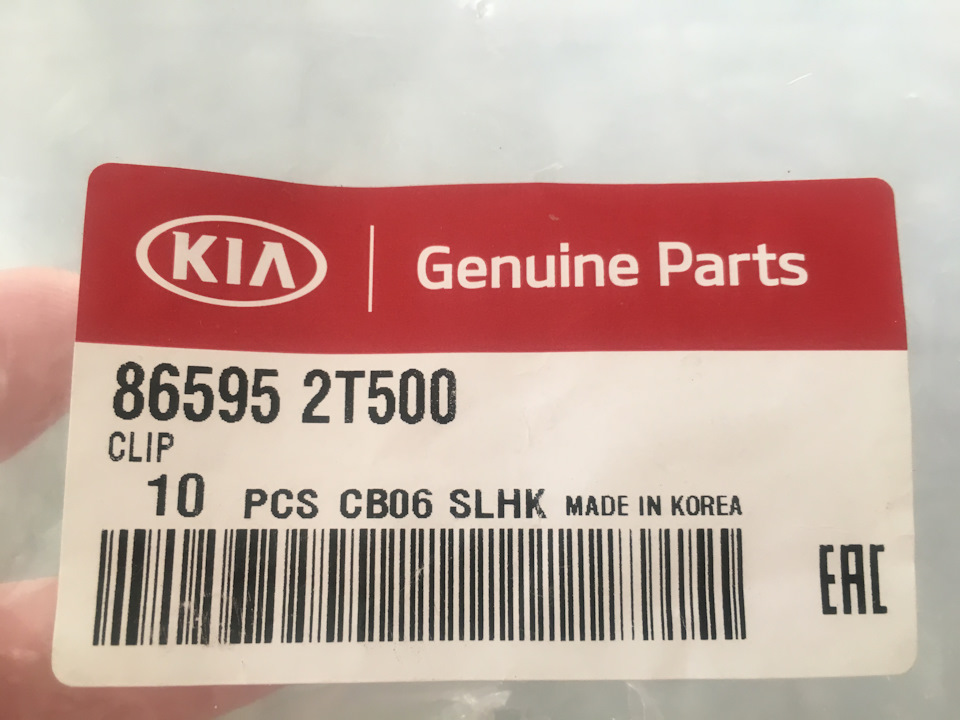 KIA | Genuine Parts
86595 2T500
CLIP
10 PCS CB06 SLHK MADE IN KOREA
EAC